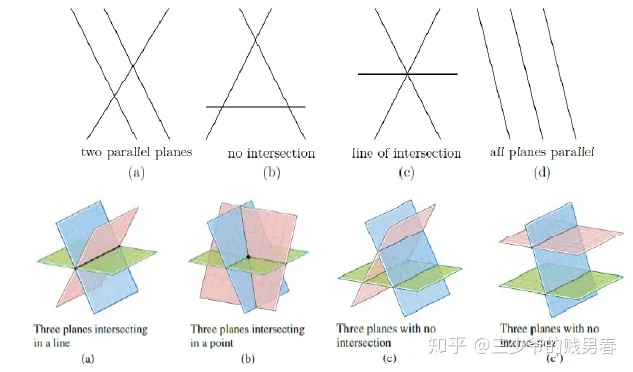 two parallel planes
no intersection
line of intersection
all planes parallel
(a)
(b)
(c)
(d)
Three planes intersecting
in a line
(a)
Three planes intersecting
in a point
(b)
Three planes with no
intersection
(c)
Three planes with no
intersection
(c')
知乎 @三少爷的贱男春